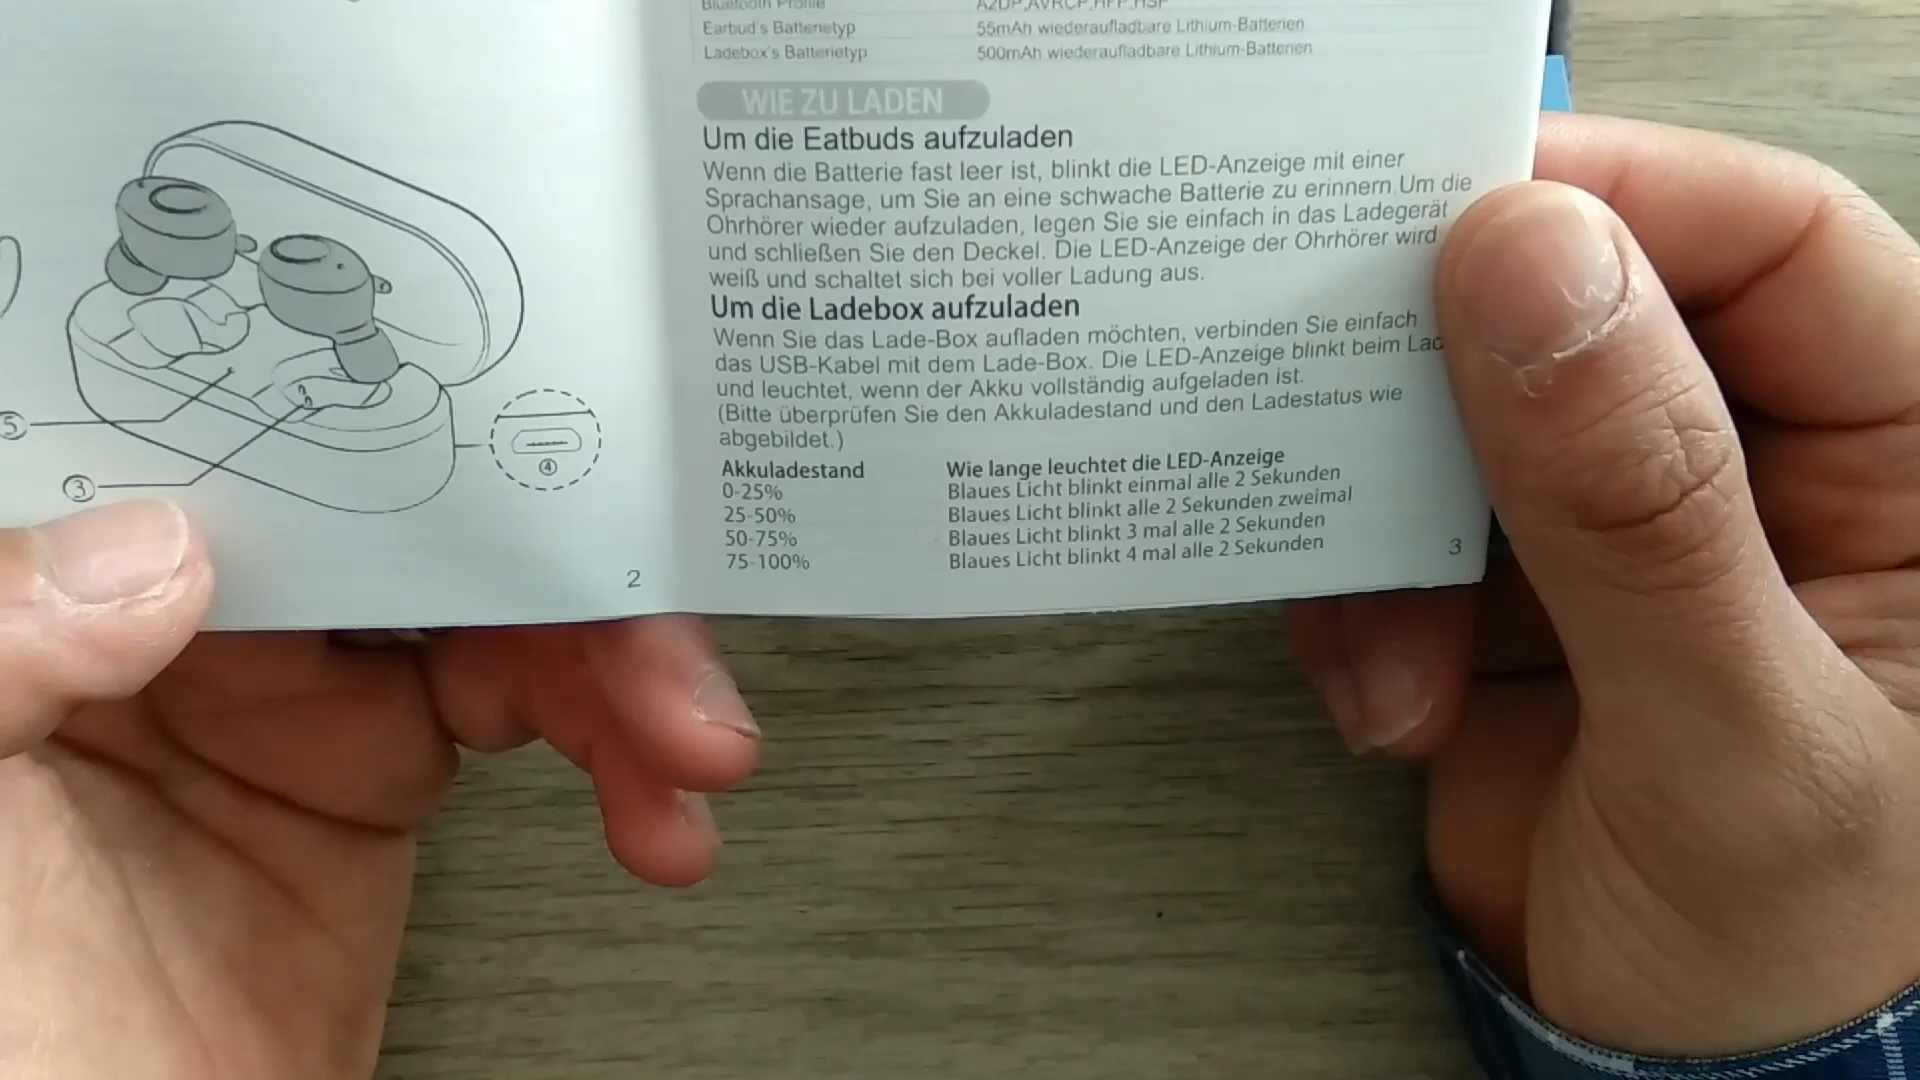 ⑤
③
④
2
Bluetooth Profile A2DP,AVRCP,HFP,HSP
Earbud's Batterietyp 55mAh wiederaufladbare Lithium-Batterien
Ladebox's Batterietyp 500mAh wiederaufladbare Lithium-Batterien
WIE ZU LADEN
Um die Eatbuds aufzuladen
Wenn die Batterie fast leer ist, blinkt die LED-Anzeige mit einer
Sprachansage, um Sie an eine schwache Batterie zu erinnern.Um die
Ohrhörer wieder aufzuladen, legen Sie sie einfach in das Ladegerät
und schließen Sie den Deckel. Die LED-Anzeige der Ohrhörer wird
weiß und schaltet sich bei voller Ladung aus.
Um die Ladebox aufzuladen
Wenn Sie das Lade-Box aufladen möchten, verbinden Sie einfach
das USB-Kabel mit dem Lade-Box. Die LED-Anzeige blinkt beim
und leuchtet, wenn der Akku vollständig aufgeladen ist.
(Bitte überprüfen Sie den Akkuladestand und den Ladestatus wie
abgebildet.)
Akkuladestand Wie lange leuchtet die LED-Anzeige
0-25% Blaues Licht blinkt einmal alle 2 Sekunden
25-50% Blaues Licht blinkt alle 2 Sekunden zweimal
50-75% Blaues Licht blinkt 3 mal alle 2 Sekunden
75-100% Blaues Licht blinkt 4 mal alle 2 Sekunden
3